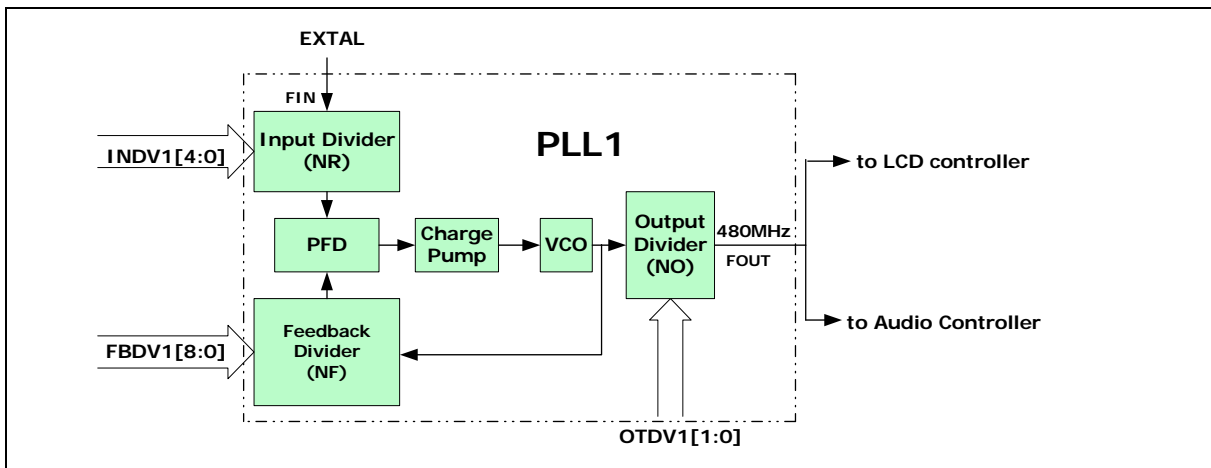 EXTAL
FIN
Input Divider
(NR)
INDV1[4:0]
PLL1
to LCD controller
PFD
Charge
Pump
VCO
Output
Divider
(NO)
480MHz
FOUT
Feedback
Divider
(NF)
FBDV1[8:0]
to Audio Controller
OTDV1[1:0]